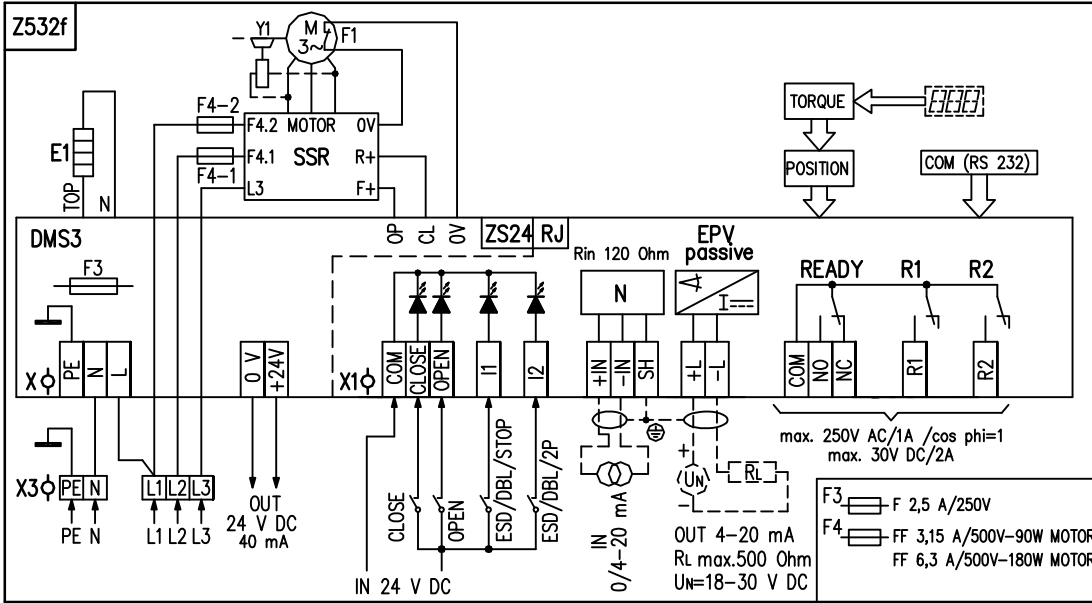 Z532f
Y1
M
3~
F1
F4-2
F4.2 MOTOR 0V
F4.1 SSR R+
F4-1
L3 F+
E1
TOP
N
TORQUE
POSITION
COM (RS 232)
DMS3
F3
OP
CL
0V
ZS24 RJ
Rin 120 Ohm
N
EPV
passive
I
READY R1 R2
X
PE
N
L
0 V
+24V
X1
COM
CLOSE
OPEN
I1
I2
+IN
-IN
SH
+L
-L
COM
NO
NC
R1
R2
X3
PE N
L1 L2 L3
PE N
L1 L2 L3
OUT
24 V DC
40 mA
CLOSE
OPEN
ESD/DBL/STOP
ESD/DBL/2P
IN 24 V DC
IN
0/4-20 mA
+
UN
-
RL
OUT 4-20 mA
RL max.500 Ohm
UN=18-30 V DC
max. 250V AC/1A /cos phi=1
max. 30V DC/2A
F3 F 2,5 A/250V
F4 FF 3,15 A/500V-90W MOTOR
FF 6,3 A/500V-180W MOTOR